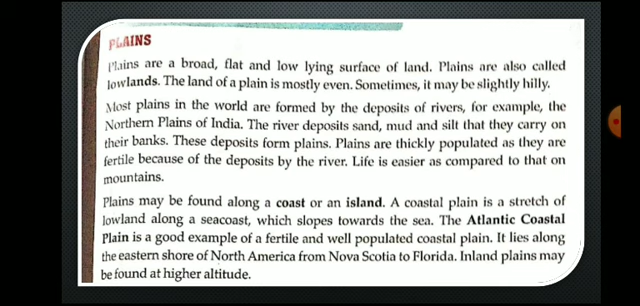 PLAINS
Plains are a broad, flat and low lying surface of land. Plains are also called
lowlands. The land of a plain is mostly even. Sometimes, it may be slightly hilly.
Most plains in the world are formed by the deposits of rivers, for example, the
Northern Plains of India. The river deposits sand, mud and silt that they carry on
their banks. These deposits form plains. Plains are thickly populated as they are
fertile because of the deposits by the river. Life is easier as compared to that on
mountains.
Plains may be found along a coast or an island. A coastal plain is a stretch of
lowland along a seacoast, which slopes towards the sea. The Atlantic Coastal
Plain is a good example of a fertile and well populated coastal plain. It lies along
the eastern shore of North America from Nova Scotia to Florida. Inland plains may
be found at higher altitude.